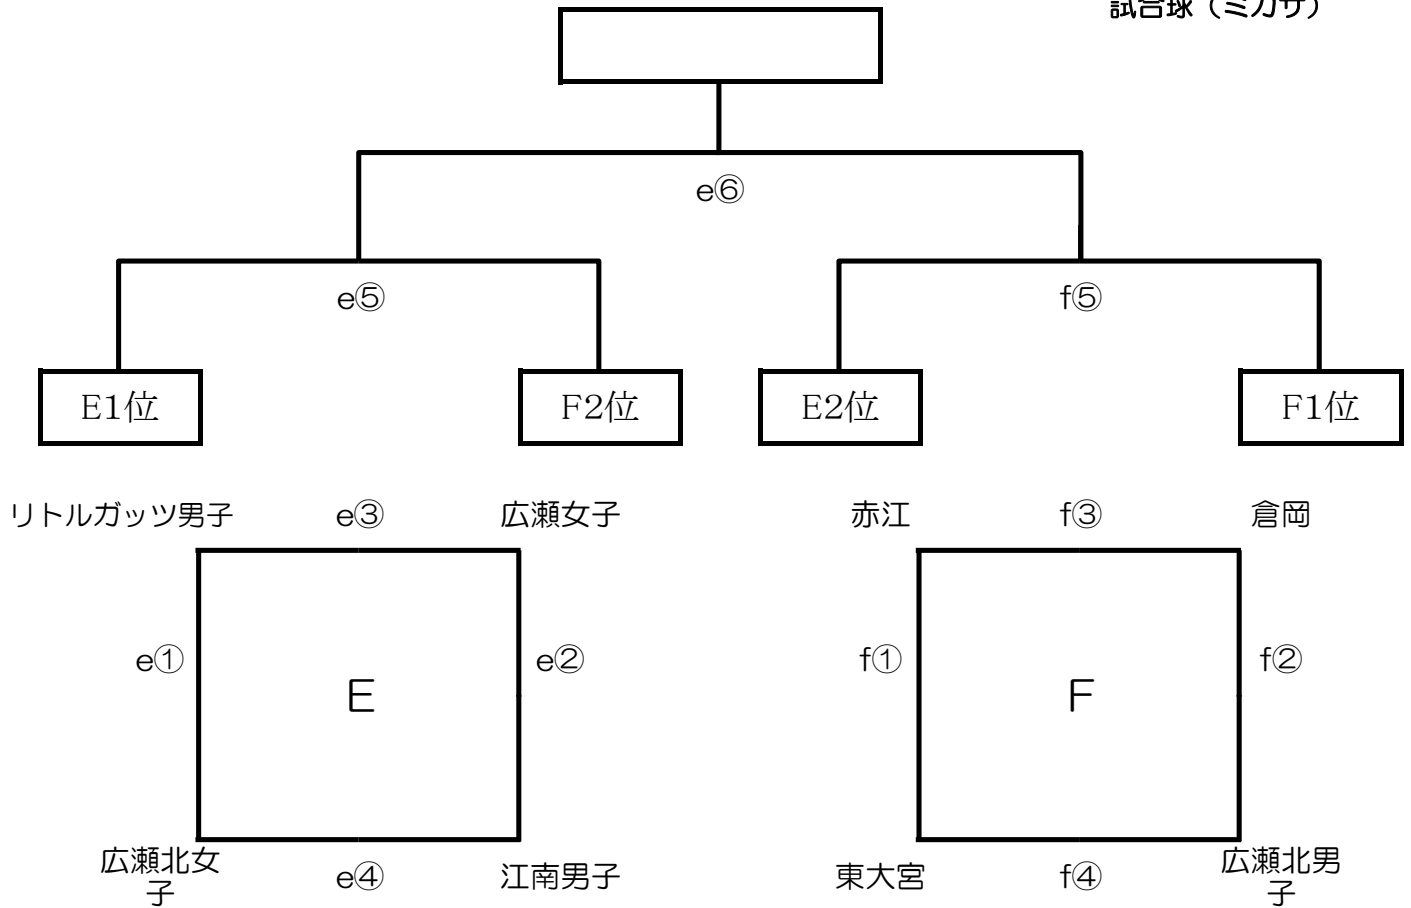 試合球（ミカサ）
e⑥
e⑤
f⑤
E1位
F2位
E2位
F1位
リトルガッツ男子
e③
広瀬女子
赤江
f③
倉岡
e①
e②
f①
f②
E
F
広瀬北女
子
e④
江南男子
東大宮
f④
広瀬北男
子